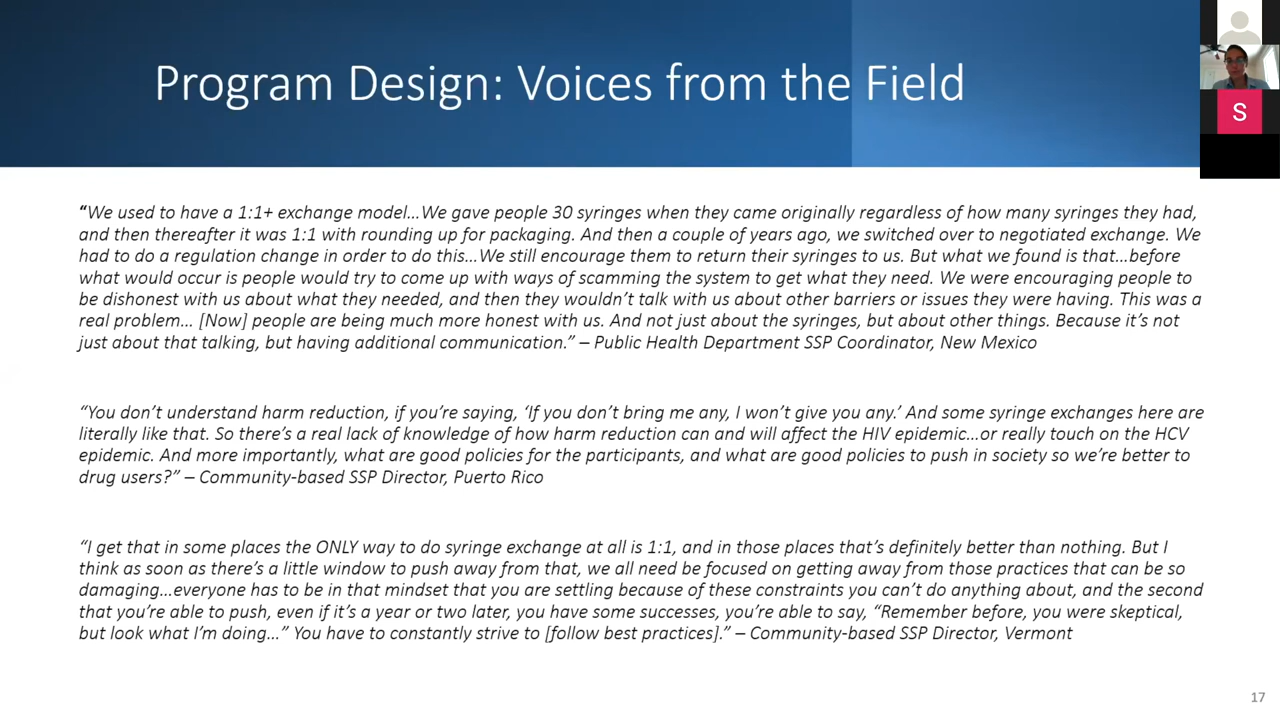 Program Design: Voices from the Field
S
“We used to have a 1:1+ exchange model…We gave people 30 syringes when they came originally regardless of how many syringes they had,
and then thereafter it was 1:1 with rounding up for packaging. And then a couple of years ago, we switched over to negotiated exchange. We
had to do a regulation change in order to do this…We still encourage them to return their syringes to us. But what we found is that…before
what would occur is people would try to come up with ways of scamming the system to get what they need. We were encouraging people to
be dishonest with us about what they needed, and then they wouldn’t talk with us about other barriers or issues they were having. This was a
real problem… [Now] people are being much more honest with us. And not just about the syringes, but about other things. Because it’s not
just about that talking, but having additional communication.” – Public Health Department SSP Coordinator, New Mexico
“You don’t understand harm reduction, if you’re saying, ‘If you don’t bring me any, I won’t give you any.’ And some syringe exchanges here are
literally like that. So there’s a real lack of knowledge of how harm reduction can and will affect the HIV epidemic…or really touch on the HCV
epidemic. And more importantly, what are good policies for the participants, and what are good policies to push in society so we’re better to
drug users?” – Community-based SSP Director, Puerto Rico
“I get that in some places the ONLY way to do syringe exchange at all is 1:1, and in those places that’s definitely better than nothing. But I
think as soon as there’s a little window to push away from that, we all need be focused on getting away from those practices that can be so
damaging…everyone has to be in that mindset that you are settling because of these constraints you can’t do anything about, and the second
that you’re able to push, even if it’s a year or two later, you have some successes, you’re able to say, “Remember before, you were skeptical,
but look what I’m doing…” You have to constantly strive to [follow best practices].” – Community-based SSP Director, Vermont
17